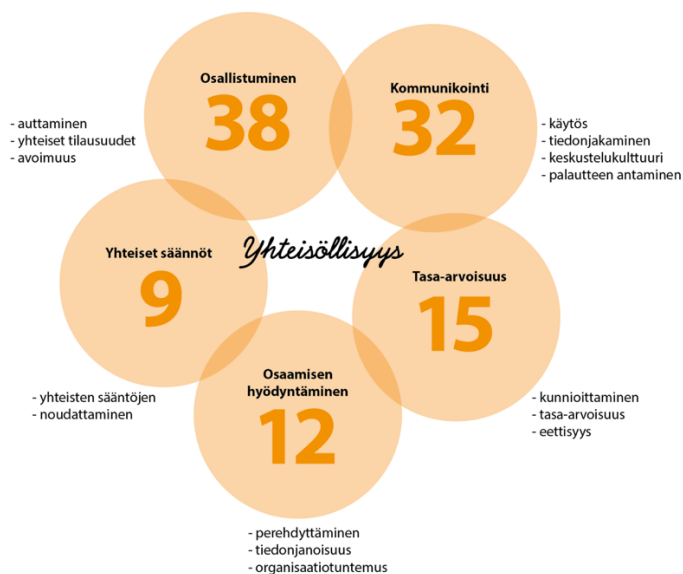 Osallistuminen
38
- auttaminen
- yhteiset tilausuudet
- avoimuus
Kommunikointi
32
- käytös
- tiedonjakaminen
- keskustelukulttuuri
- palautteen antaminen
Yhteisöllisyys
Yhteiset säännöt
9
- yhteisten sääntöjen
- noudattaminen
Tasa-arvoisuus
15
- kunnioittaminen
- tasa-arvoisuus
- eettisyys
Osaamisen
hyödyntäminen
12
- perehdyttäminen
- tiedonjanoisuus
- organisaatiotuntemus